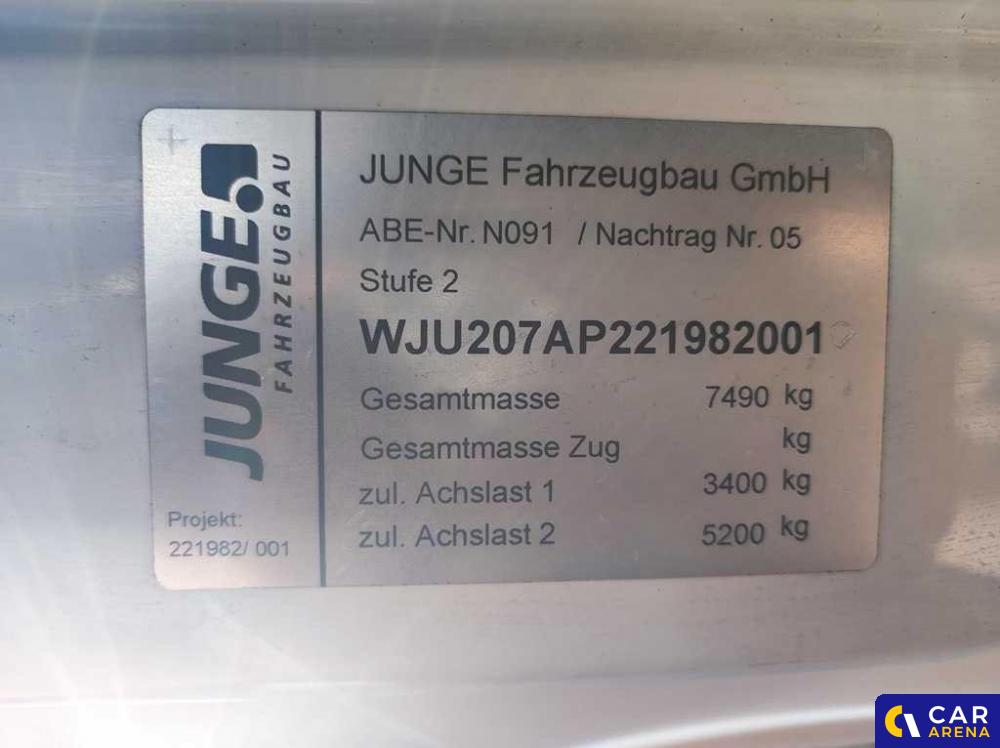 JUNGE
FAHRZEUGBAU
Projekt:
221982/ 001
JUNGE Fahrzeugbau GmbH
ABE-Nr. N091 / Nachtrag Nr. 05
Stufe 2
WJU207AP221982001
Gesamtmasse 7490 kg
Gesamtmasse Zug kg
zul. Achslast 1 3400 kg
zul. Achslast 2 5200 kg
CAR
ARENA